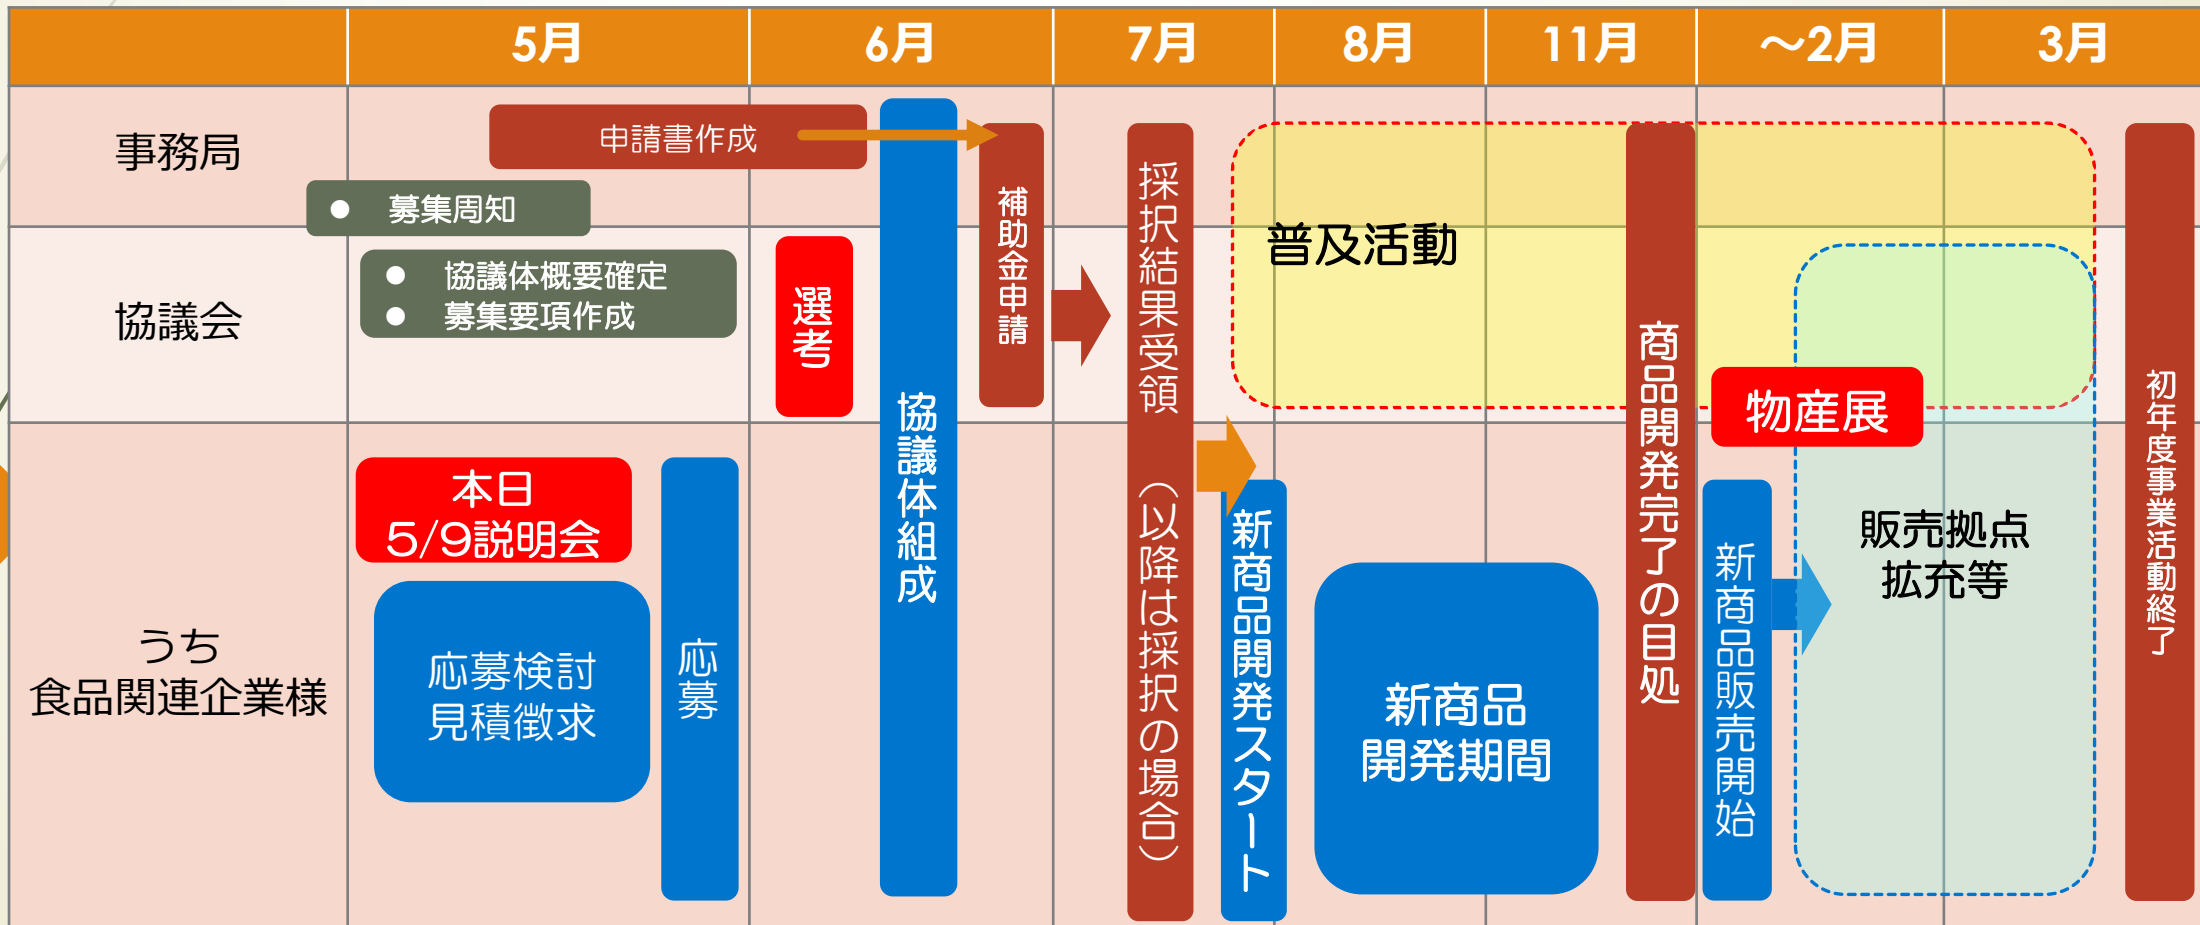 5月
6月
7月
8月
11月
～2月
3月
事務局
申請書作成
● 募集周知
協議会
● 協議体概要確定
● 募集要項作成
選考
協議体組成
補助金申請
採択結果受領　（以降は採択の場合）
普及活動
商品開発完了の目処
物産展
初年度事業活動終了
うち
食品関連企業様
本日
5/9説明会
応募検討
見積徴求
応募
新商品開発スタート
新商品
開発期間
新商品販売開始
販売拠点
拡充等